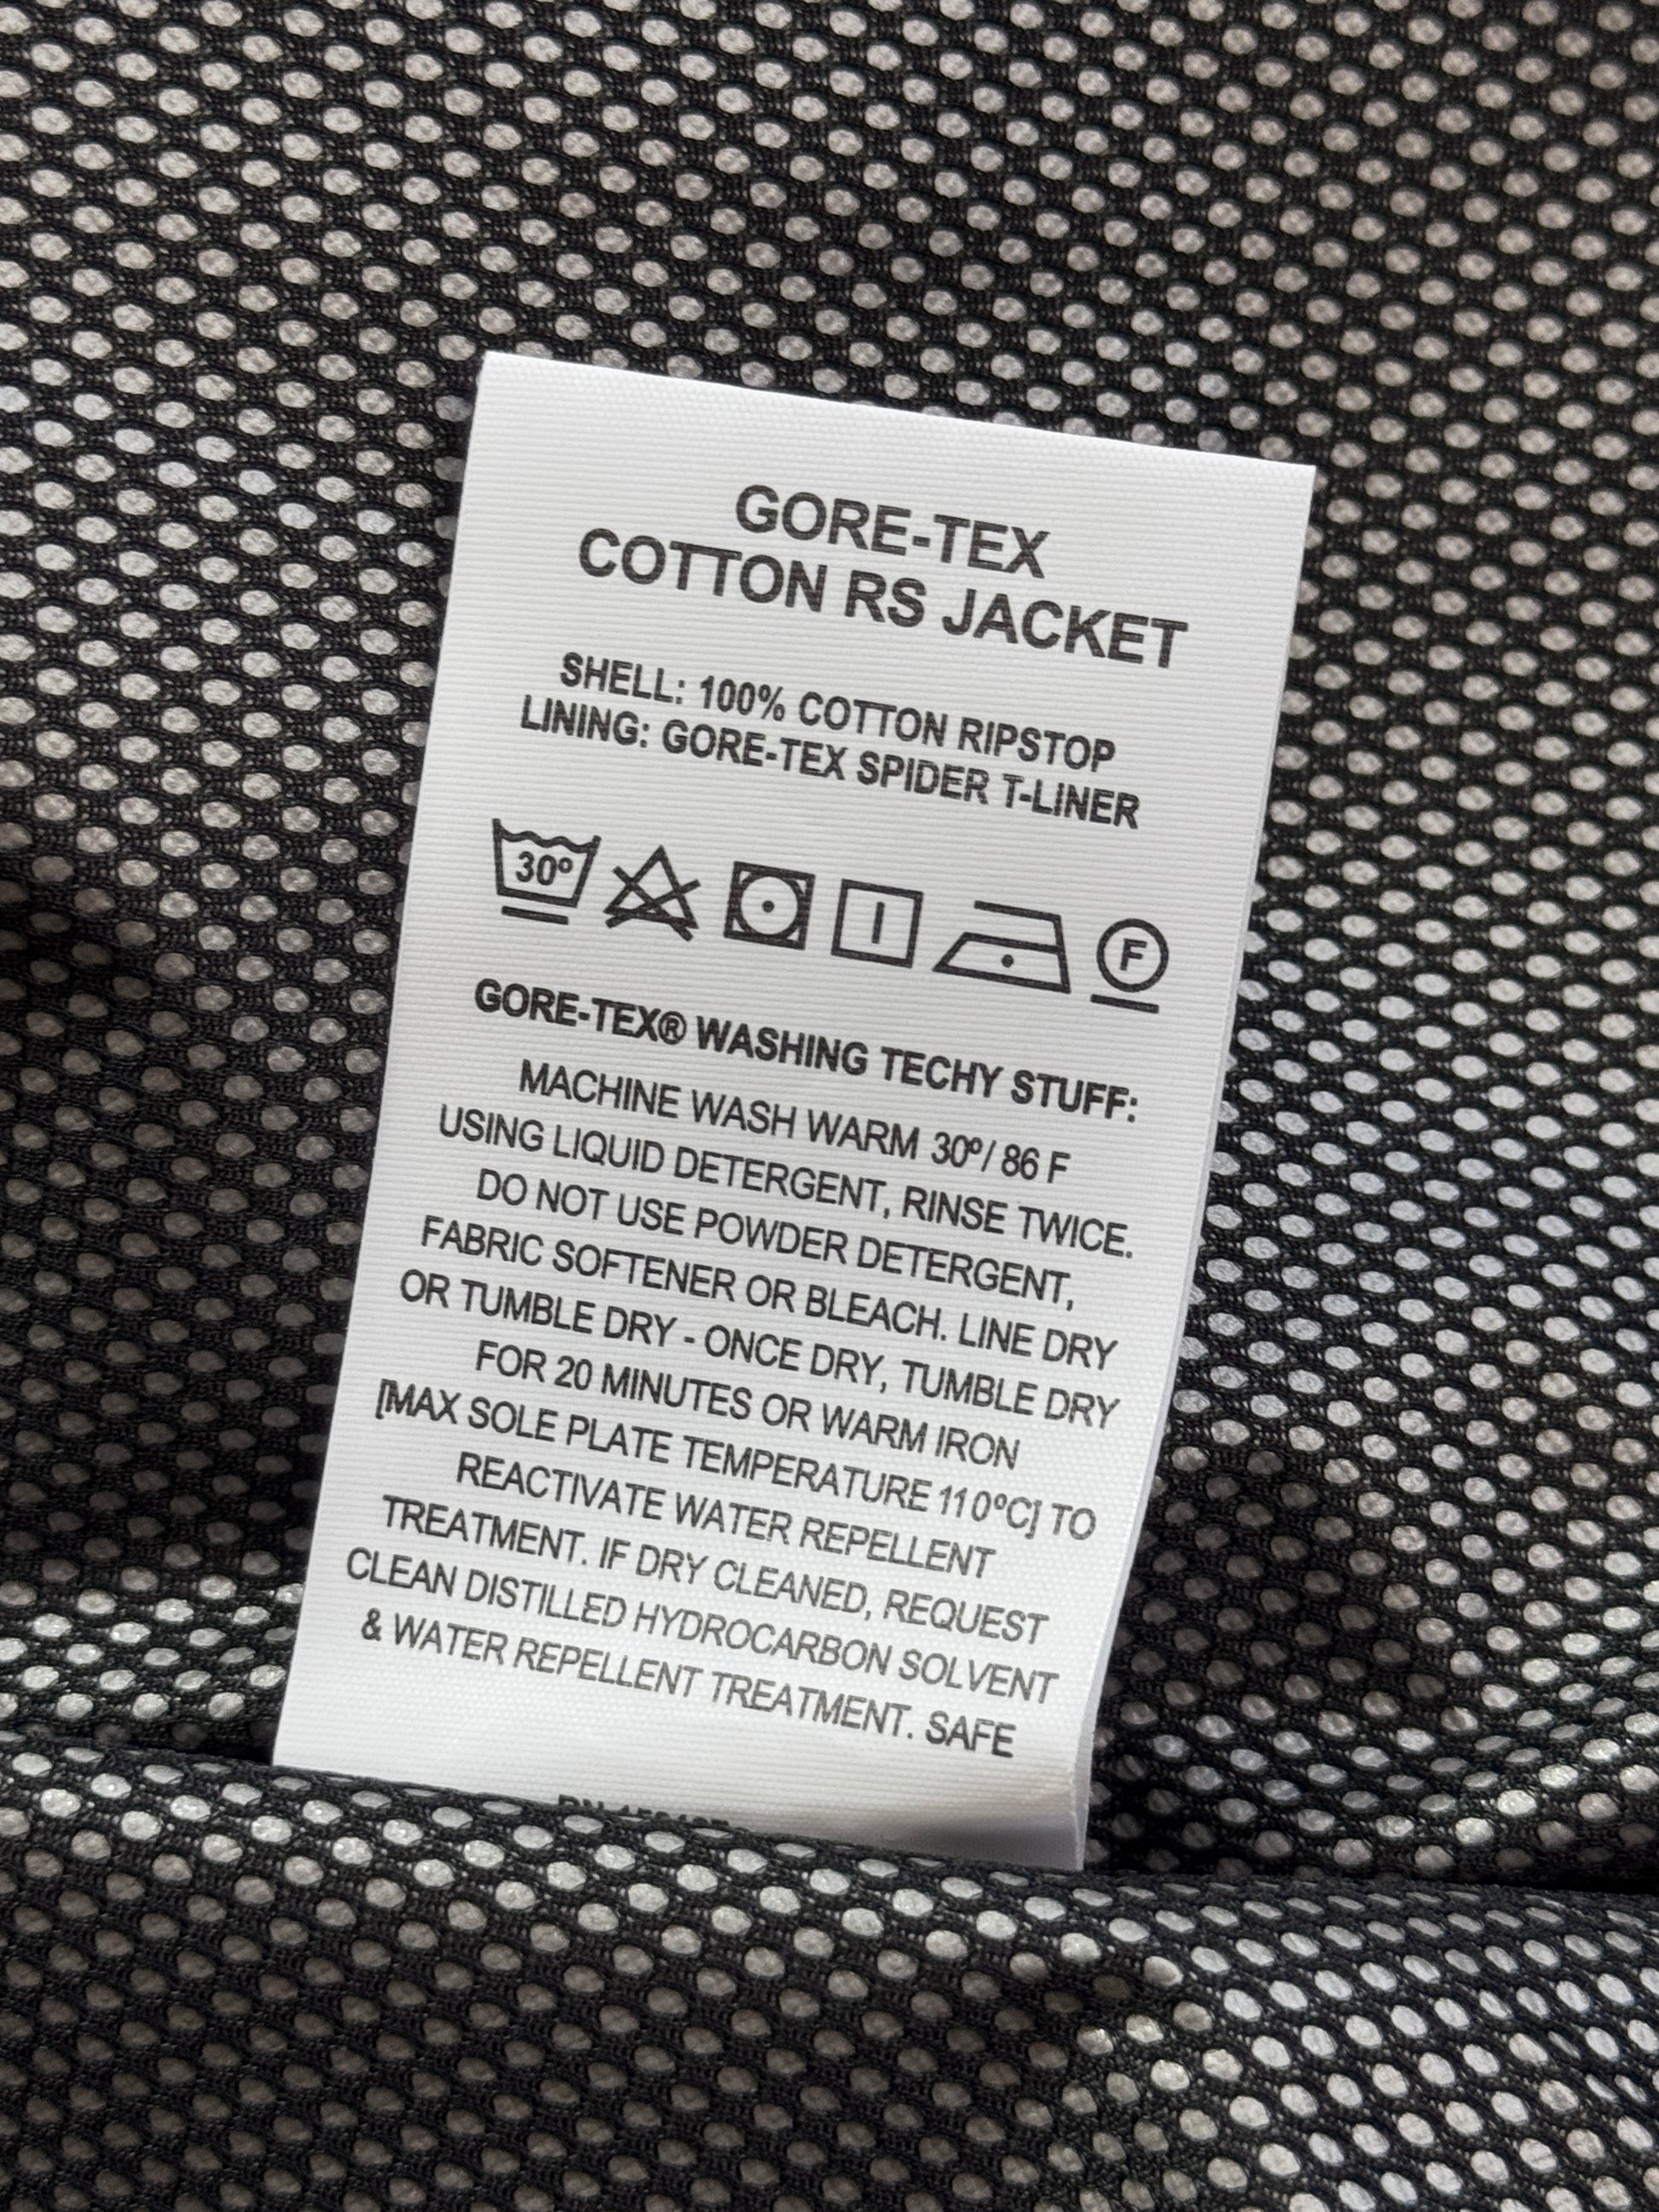 GORE-TEX
COTTON RS JACKET
SHELL: 100% COTTON RIPSTOP
LINING: GORE-TEX SPIDER T-LINER
30º F
GORE-TEX® WASHING TECHY STUFF:
MACHINE WASH WARM 30º/ 86 F
USING LIQUID DETERGENT, RINSE TWICE.
DO NOT USE POWDER DETERGENT,
FABRIC SOFTENER OR BLEACH. LINE DRY
OR TUMBLE DRY - ONCE DRY, TUMBLE DRY
FOR 20 MINUTES OR WARM IRON
[MAX SOLE PLATE TEMPERATURE 110ºC] TO
REACTIVATE WATER REPELLENT
TREATMENT. IF DRY CLEANED, REQUEST
CLEAN DISTILLED HYDROCARBON SOLVENT
& WATER REPELLENT TREATMENT. SAFE